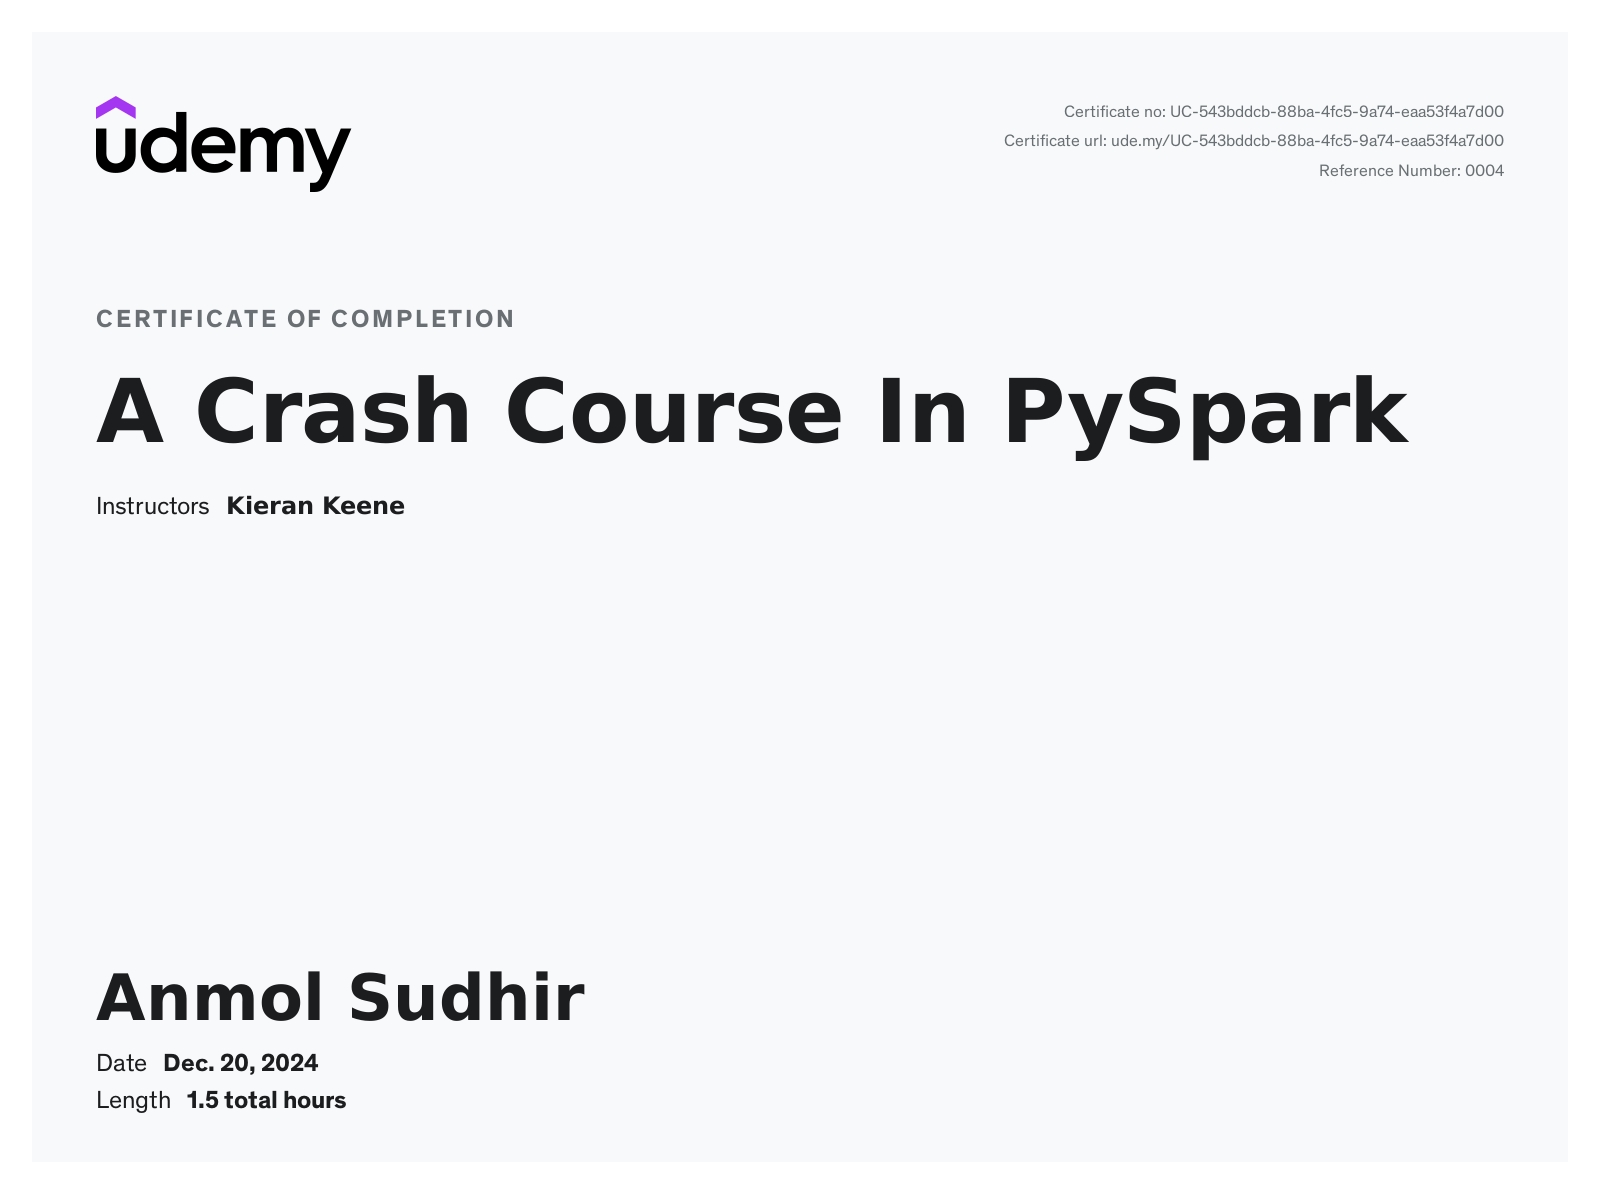 udemy
Certificate no: UC-543bddcb-88ba-4fc5-9a74-eaa53f4a7d00
Certificate url: ude.my/UC-543bddcb-88ba-4fc5-9a74-eaa53f4a7d00
Reference Number: 0004
CERTIFICATE OF COMPLETION
A Crash Course In PySpark
Instructors Kieran Keene
Anmol Sudhir
Date Dec. 20, 2024
Length 1.5 total hours